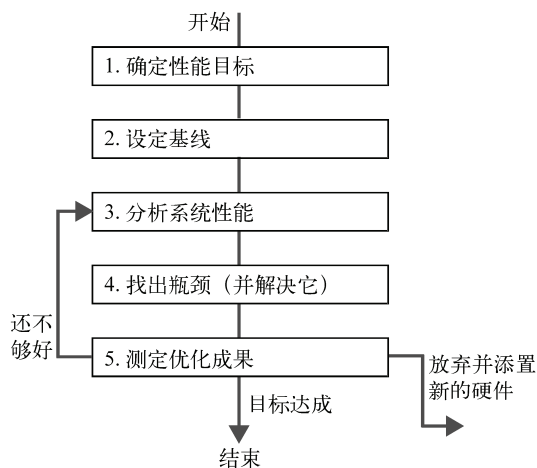 开始
1. 确定性能目标
2. 设定基线
3. 分析系统性能
4. 找出瓶颈（并解决它）
还不
够好
5. 测定优化成果
放弃并添置
新的硬件
目标达成
结束